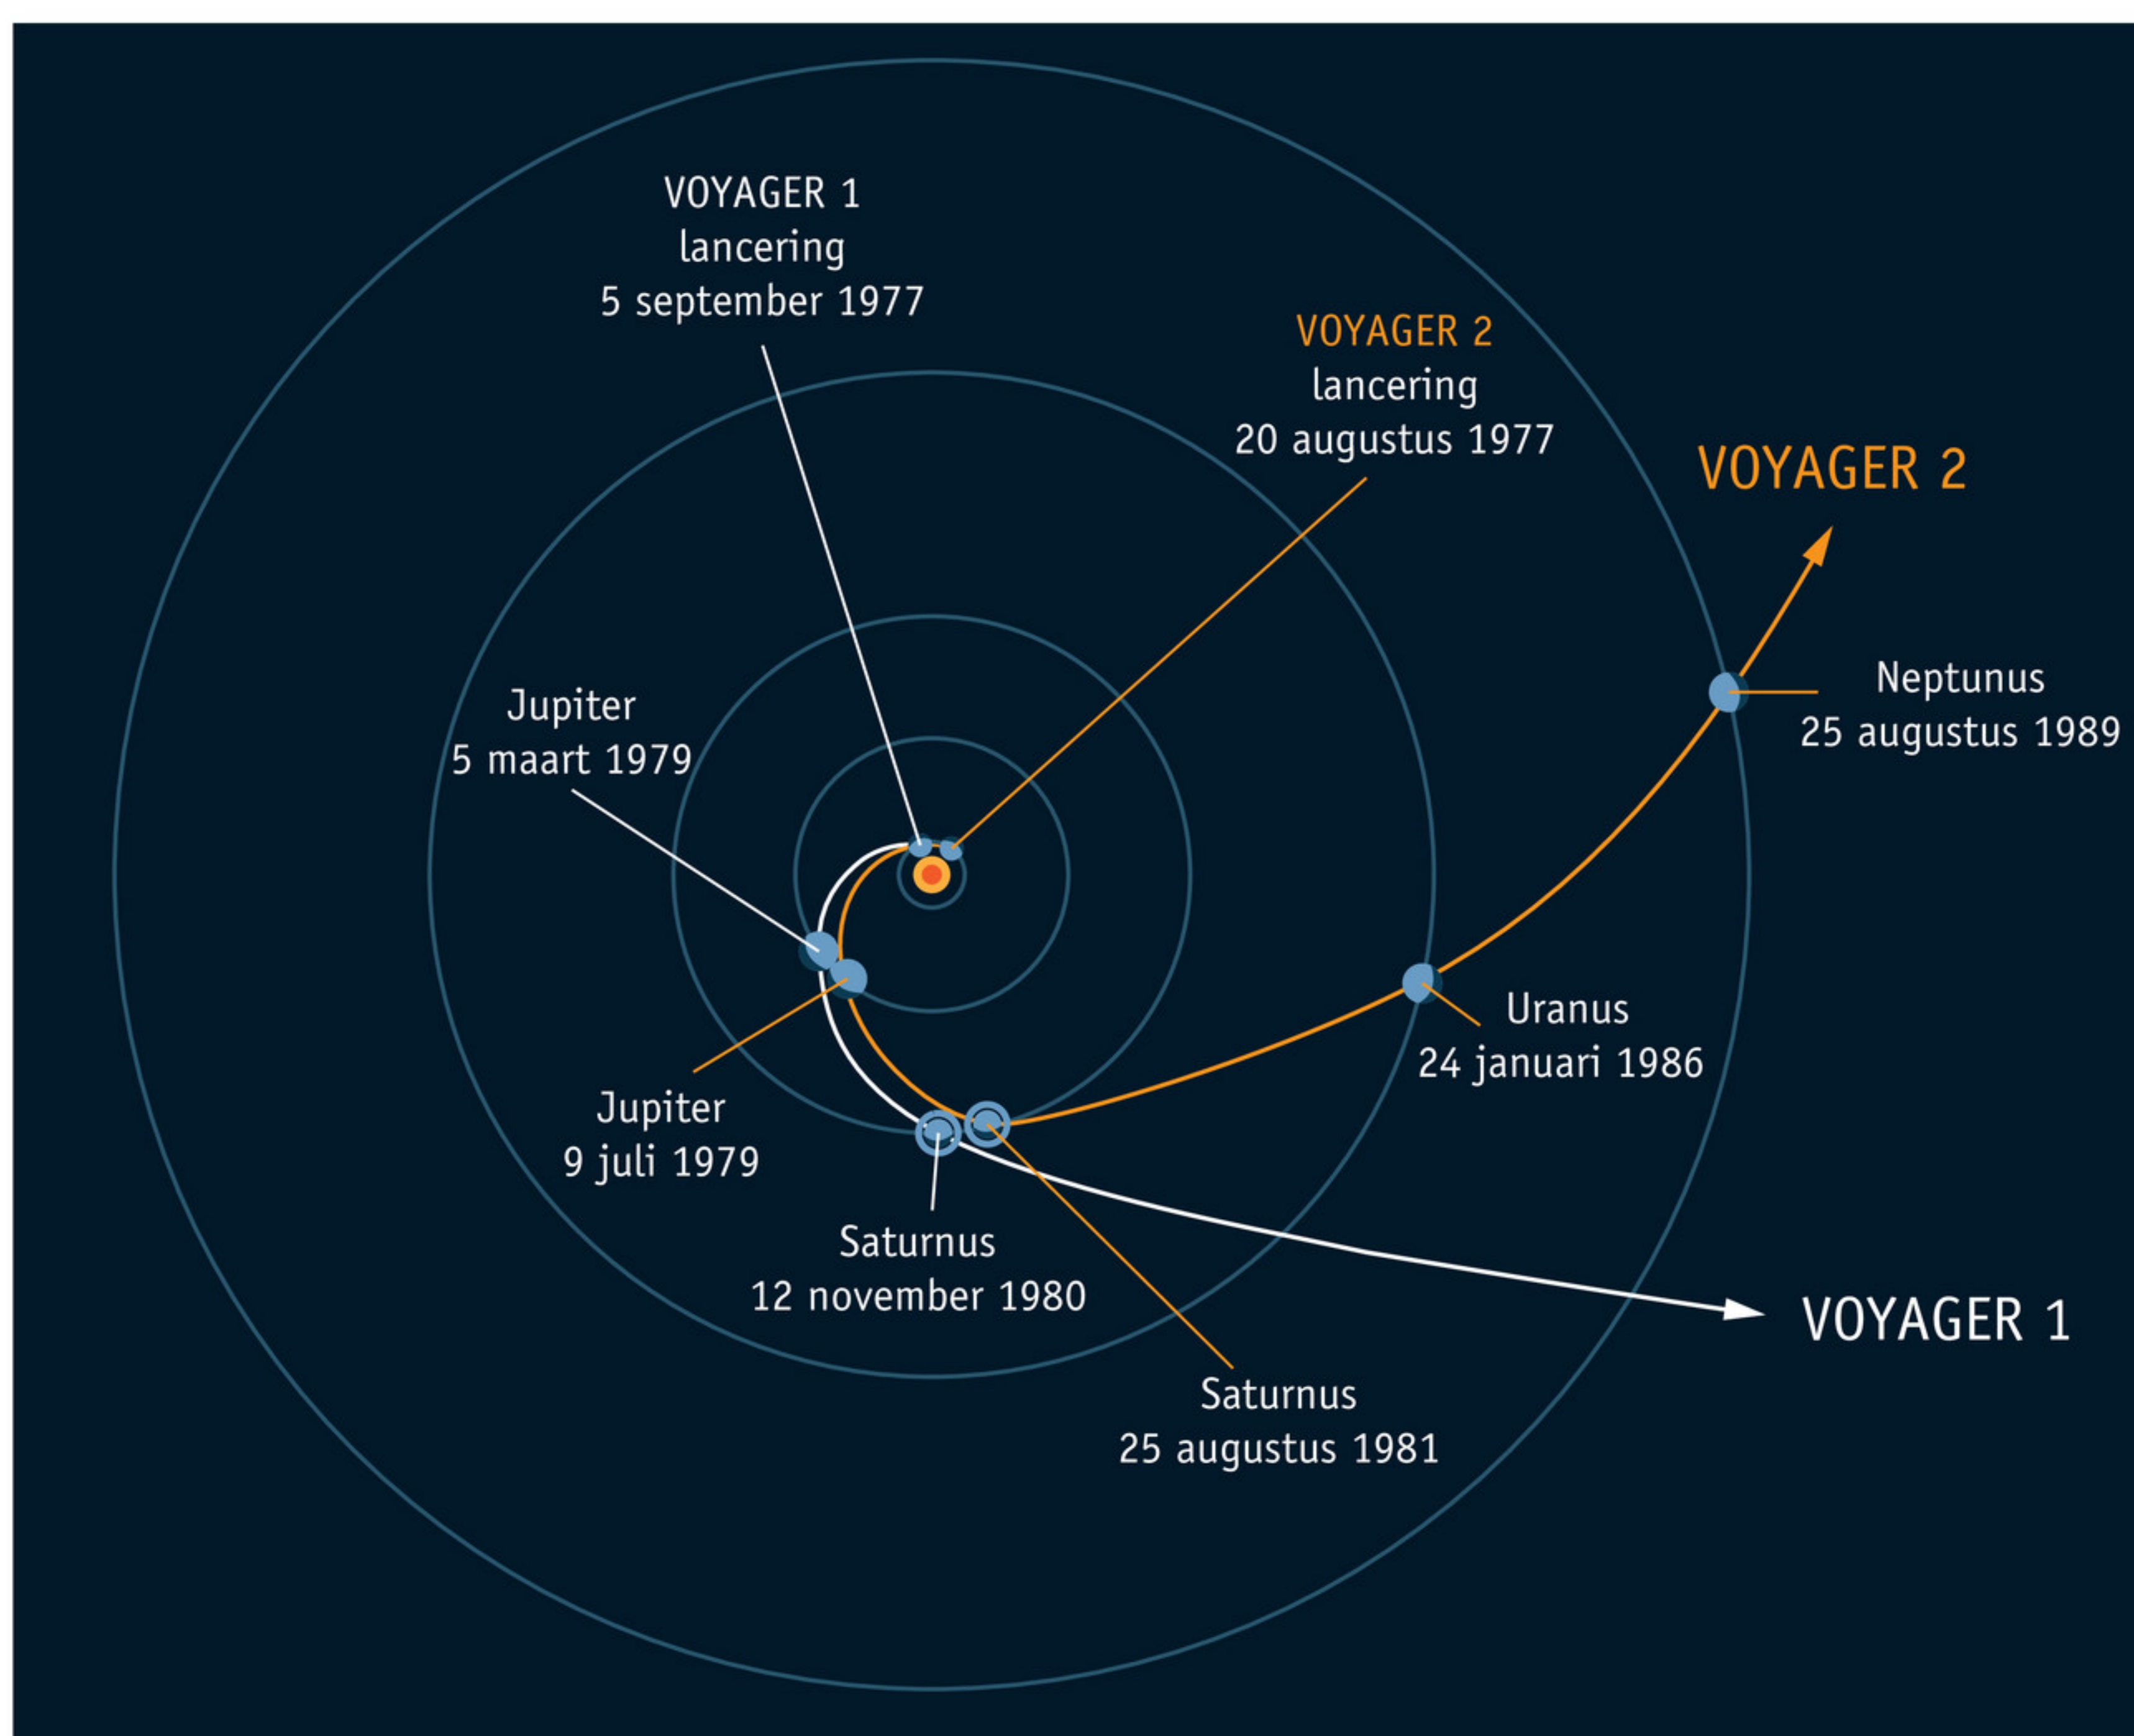 VOYAGER 1
lancering
5 september 1977
VOYAGER 2
lancering
20 augustus 1977
VOYAGER 2
Neptunus
25 augustus 1989
Jupiter
5 maart 1979
Uranus
24 januari 1986
Jupiter
9 juli 1979
Saturnus
12 november 1980
VOYAGER 1
Saturnus
25 augustus 1981